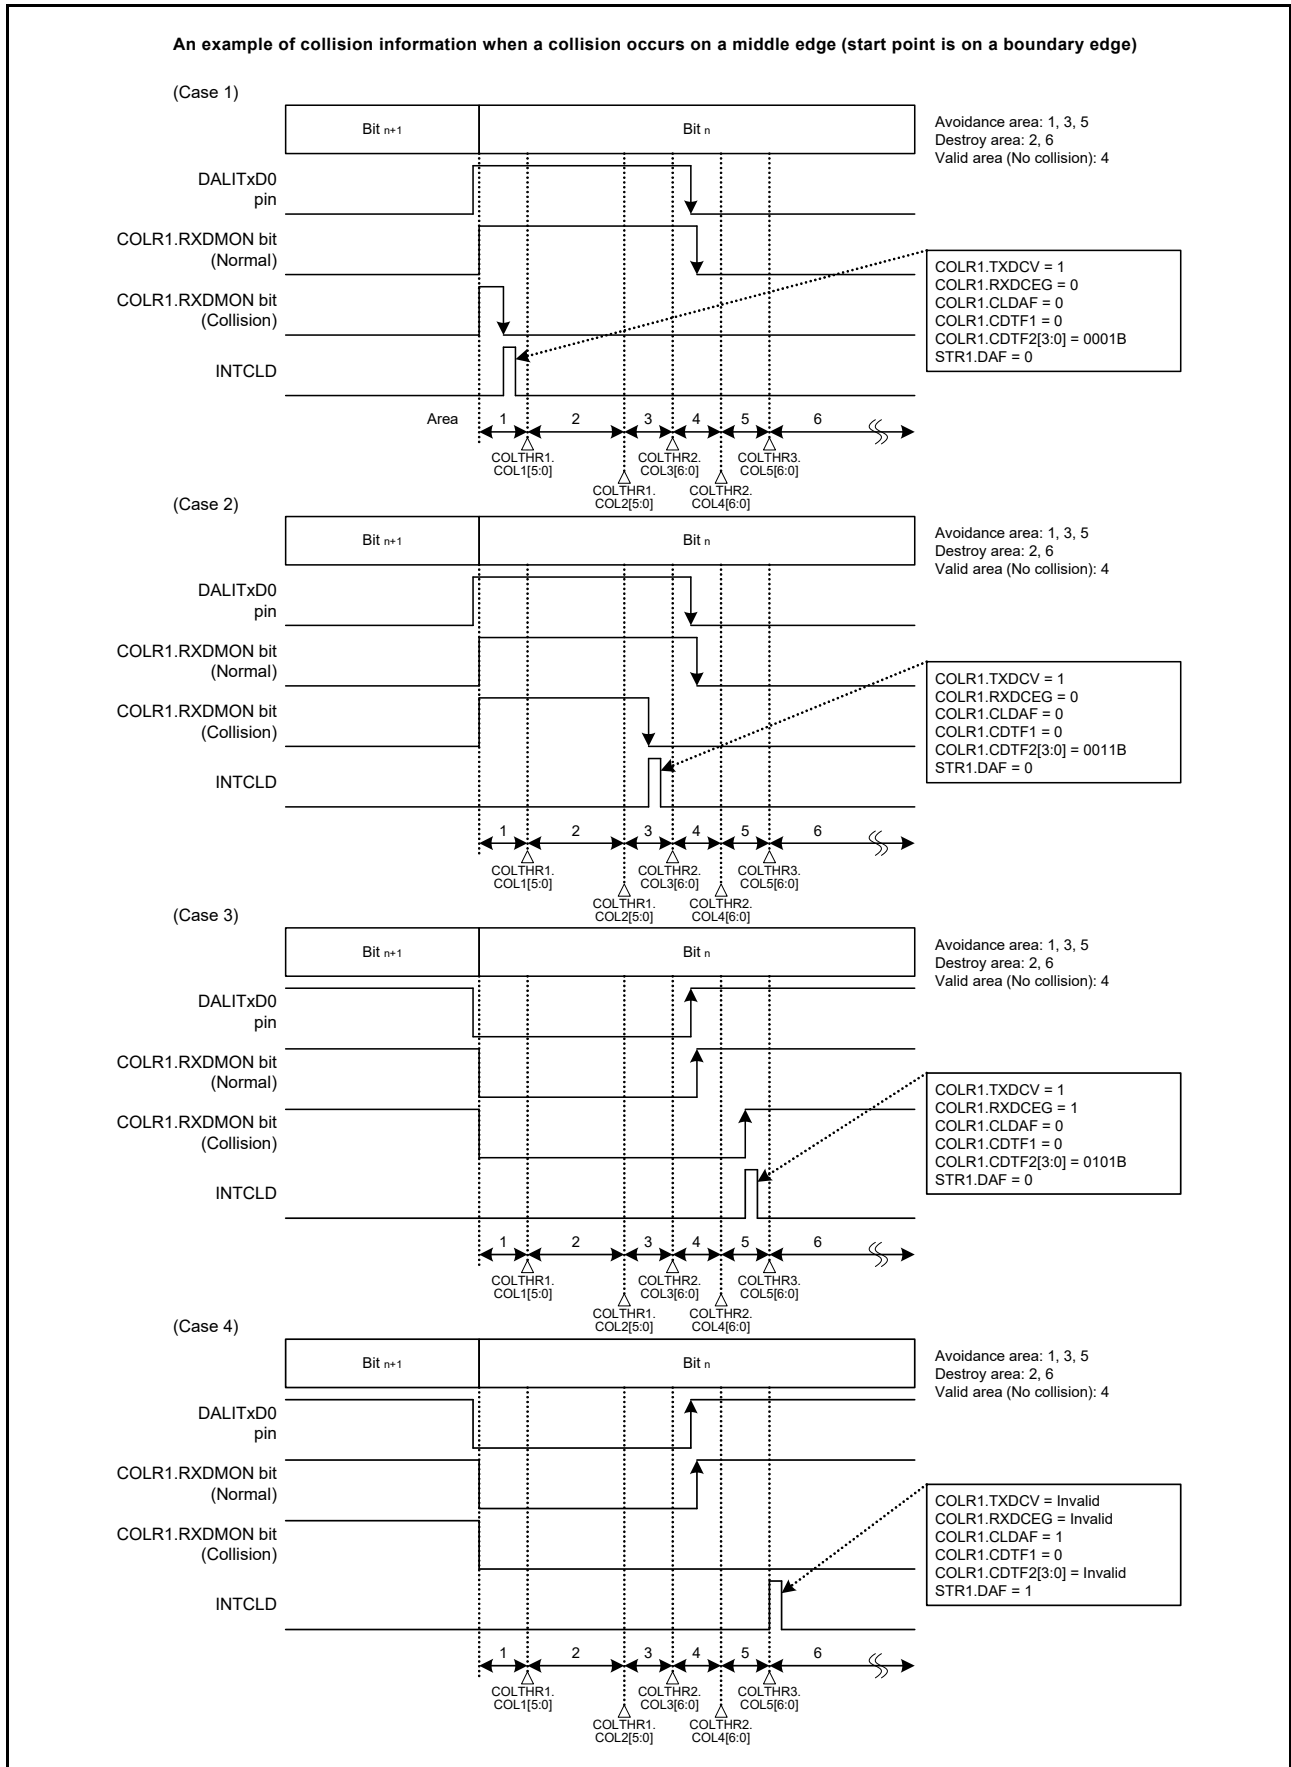 An example of collision information when a collision occurs on a middle edge (start point is on a boundary edge)
(Case 1)
Bit n+1
Bit n
Avoidance area: 1, 3, 5
Destroy area: 2, 6
Valid area (No collision): 4
DALITxD0
pin
COLR1.RXDMON bit
(Normal)
COLR1.RXDMON bit
(Collision)
INTCLD
COLR1.TXDCV = 1
COLR1.RXDCEG = 0
COLR1.CLDAF = 0
COLR1.CDTF1 = 0
COLR1.CDTF2[3:0] = 0001B
STR1.DAF = 0
Area
1 2 3 4 5 6
COLTHR1.
COL1[5:0]
COLTHR2.
COL3[6:0]
COLTHR3.
COL5[6:0]
COLTHR1.
COL2[5:0]
COLTHR2.
COL4[6:0]
(Case 2)
Bit n+1
Bit n
Avoidance area: 1, 3, 5
Destroy area: 2, 6
Valid area (No collision): 4
DALITxD0
pin
COLR1.RXDMON bit
(Normal)
COLR1.RXDMON bit
(Collision)
INTCLD
COLR1.TXDCV = 1
COLR1.RXDCEG = 0
COLR1.CLDAF = 0
COLR1.CDTF1 = 0
COLR1.CDTF2[3:0] = 0011B
STR1.DAF = 0
1 2 3 4 5 6
COLTHR1.
COL1[5:0]
COLTHR2.
COL3[6:0]
COLTHR3.
COL5[6:0]
COLTHR1.
COL2[5:0]
COLTHR2.
COL4[6:0]
(Case 3)
Bit n+1
Bit n
Avoidance area: 1, 3, 5
Destroy area: 2, 6
Valid area (No collision): 4
DALITxD0
pin
COLR1.RXDMON bit
(Normal)
COLR1.RXDMON bit
(Collision)
INTCLD
COLR1.TXDCV = 1
COLR1.RXDCEG = 1
COLR1.CLDAF = 0
COLR1.CDTF1 = 0
COLR1.CDTF2[3:0] = 0101B
STR1.DAF = 0
1 2 3 4 5 6
COLTHR1.
COL1[5:0]
COLTHR2.
COL3[6:0]
COLTHR3.
COL5[6:0]
COLTHR1.
COL2[5:0]
COLTHR2.
COL4[6:0]
(Case 4)
Bit n+1
Bit n
Avoidance area: 1, 3, 5
Destroy area: 2, 6
Valid area (No collision): 4
DALITxD0
pin
COLR1.RXDMON bit
(Normal)
COLR1.RXDMON bit
(Collision)
INTCLD
COLR1.TXDCV = Invalid
COLR1.RXDCEG = Invalid
COLR1.CLDAF = 1
COLR1.CDTF1 = 0
COLR1.CDTF2[3:0] = Invalid
STR1.DAF = 1
1 2 3 4 5 6
COLTHR1.
COL1[5:0]
COLTHR2.
COL3[6:0]
COLTHR3.
COL5[6:0]
COLTHR1.
COL2[5:0]
COLTHR2.
COL4[6:0]